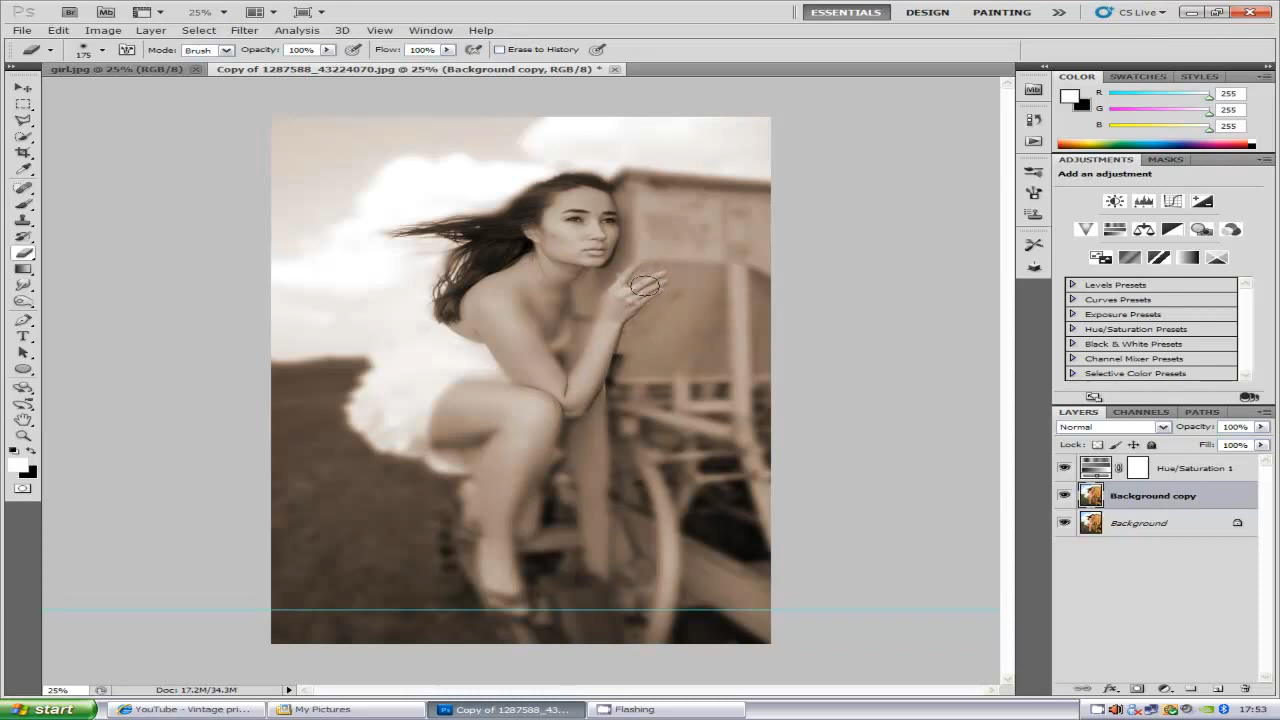 Ps Br Mb 25% ESSENTIALS DESIGN PAINTING CS Live
File Edit Image Layer Select Filter Analysis 3D View Window Help
175 Mode: Brush Opacity: 100% Flow: 100% Erase to History
girl.jpg @ 25% (RGB/8) Copy of 1287588_43224070.jpg @ 25% (Background copy, RGB/8) *
COLOR SWATCHES STYLES
R 255
G 255
B 255
ADJUSTMENTS MASKS
Add an adjustment
Levels Presets
Curves Presets
Exposure Presets
Hue/Saturation Presets
Black & White Presets
Channel Mixer Presets
Selective Color Presets
LAYERS CHANNELS PATHS
Normal Opacity: 100%
Lock: Fill: 100%
Hue/Saturation 1
Background copy
Background
25% Doc: 17.2M/34.3M
start YouTube - Vintage pri... My Pictures Copy of 1287588_43... Flashing 17:53